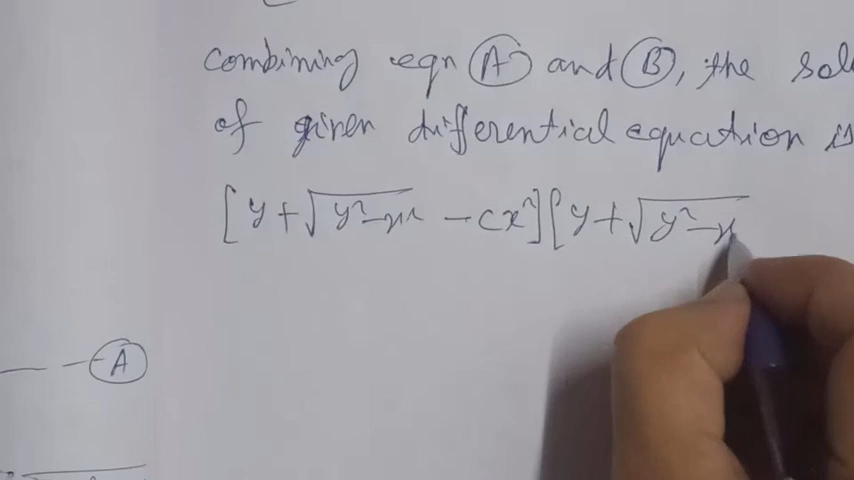 combining eqn (A) and (B), the sol
of given differential equation is
[y + √(y² - x²) - cx²][y + √(y² - x
— - (A)